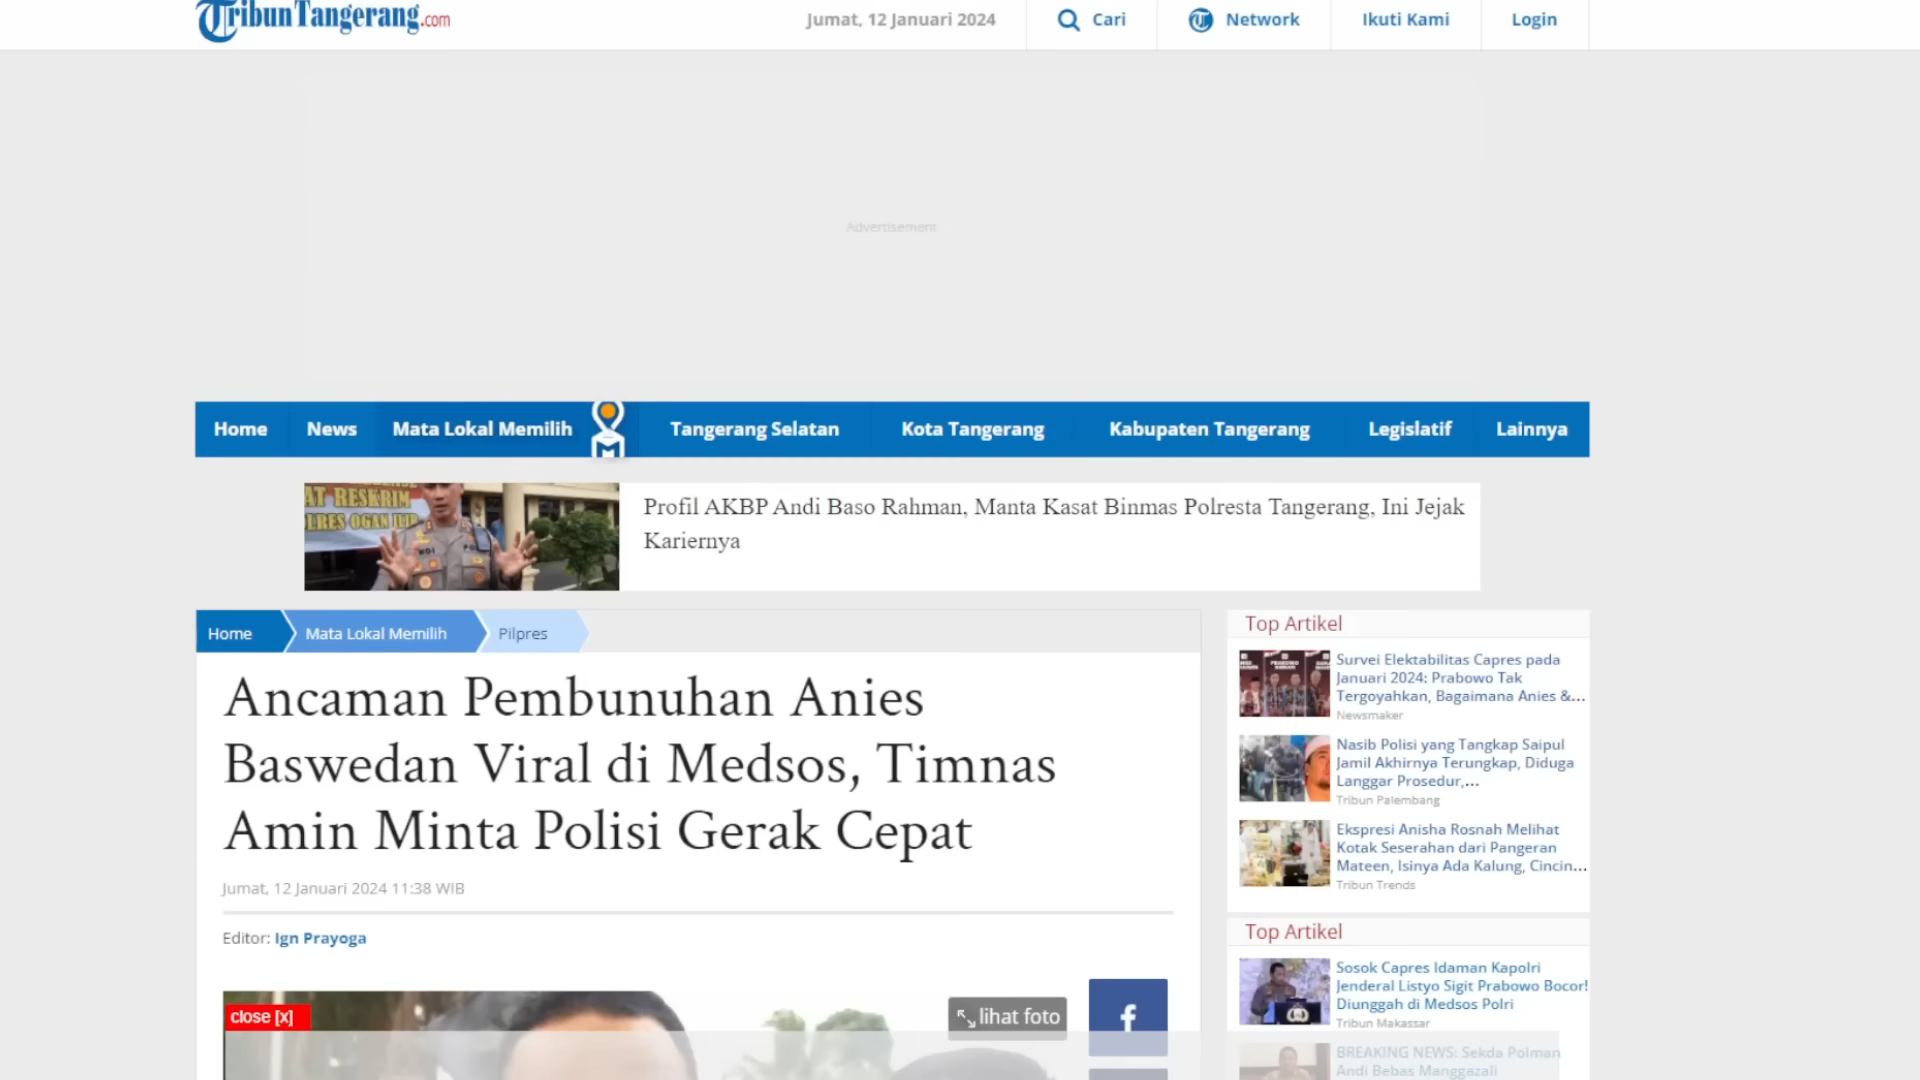 TribunTangerang.com
Jumat, 12 Januari 2024
Cari
Network
Ikuti Kami
Login
Advertisement
Home
News
Mata Lokal Memilih
Tangerang Selatan
Kota Tangerang
Kabupaten Tangerang
Legislatif
Lainnya
AT RESKRIM
Profil AKBP Andi Baso Rahman, Manta Kasat Binmas Polresta Tangerang, Ini Jejak
Kariernya
Home
Mata Lokal Memilih
Pilpres
Ancaman Pembunuhan Anies
Baswedan Viral di Medsos, Timnas
Amin Minta Polisi Gerak Cepat
Jumat, 12 Januari 2024 11:38 WIB
Editor: Ign Prayoga
close [x]
lihat foto
f
Top Artikel
Survei Elektabilitas Capres pada
Januari 2024: Prabowo Tak
Tergoyahkan, Bagaimana Anies &...
Newsmaker
Nasib Polisi yang Tangkap Saipul
Jamil Akhirnya Terungkap, Diduga
Langgar Prosedur,...
Tribun Palembang
Ekspresi Anisha Rosnah Melihat
Kotak Seserahan dari Pangeran
Mateen, Isinya Ada Kalung, Cincin...
Tribun Trends
Top Artikel
Sosok Capres Idaman Kapolri
Jenderal Listyo Sigit Prabowo Bocor!
Diunggah di Medsos Polri
Tribun Makassar
BREAKING NEWS: Sekda Polman
Andi Bebas Manggazali